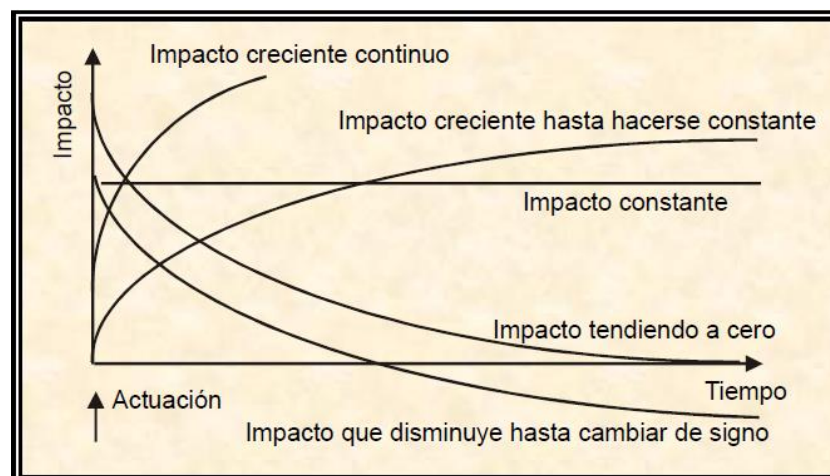 Impacto creciente continuo
Impacto
Impacto creciente hasta hacerse constante
Impacto constante
Impacto tendiendo a cero
Tiempo
Actuación
Impacto que disminuye hasta cambiar de signo